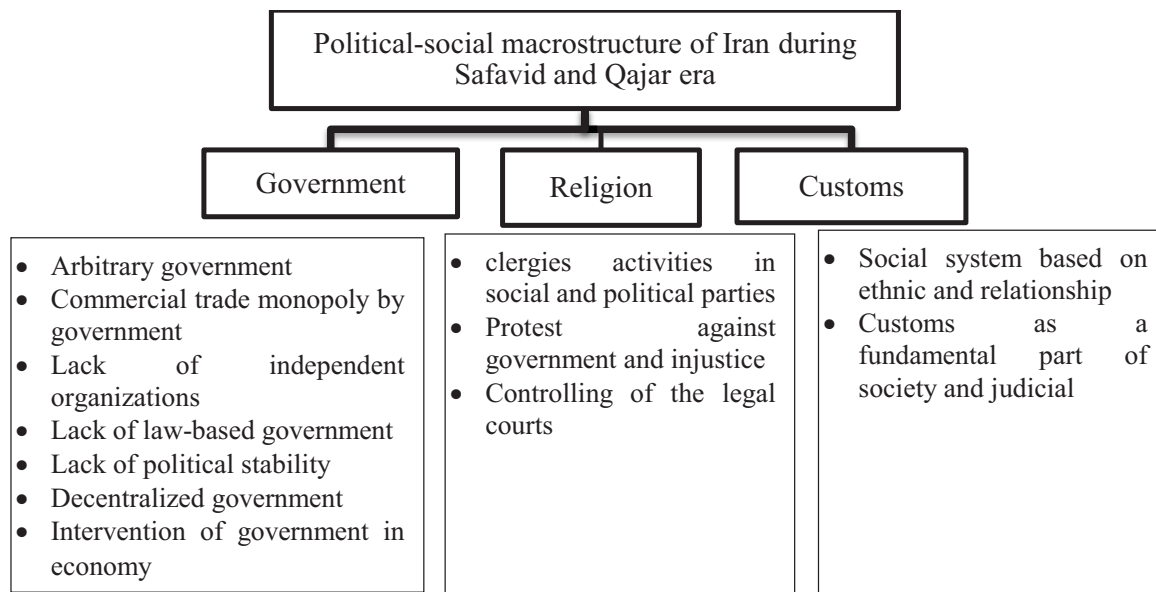 Political-social macrostructure of Iran during
Safavid and Qajar era
Government
Religion
Customs
• Arbitrary government
• Commercial trade monopoly by
government
• Lack of independent
organizations
• Lack of law-based government
• Lack of political stability
• Decentralized government
• Intervention of government in
economy
• clergies activities in
social and political parties
• Protest against
government and injustice
• Controlling of the legal
courts
• Social system based on
ethnic and relationship
• Customs as a
fundamental part of
society and judicial